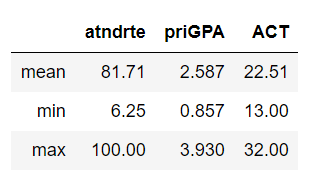 atndrte priGPA ACT
mean 81.71 2.587 22.51
min 6.25 0.857 13.00
max 100.00 3.930 32.00